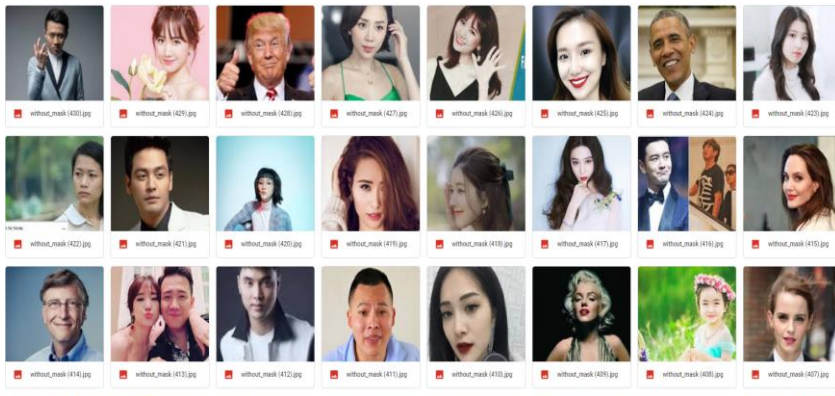 without_mask (430).jpg
without_mask (429).jpg
without_mask (428).jpg
without_mask (427).jpg
without_mask (426).jpg
without_mask (425).jpg
without_mask (424).jpg
without_mask (423).jpg
without_mask (422).jpg
without_mask (421).jpg
without_mask (420).jpg
without_mask (419).jpg
without_mask (418).jpg
without_mask (417).jpg
without_mask (416).jpg
without_mask (415).jpg
without_mask (414).jpg
without_mask (413).jpg
without_mask (412).jpg
without_mask (411).jpg
without_mask (410).jpg
without_mask (409).jpg
without_mask (408).jpg
without_mask (407).jpg